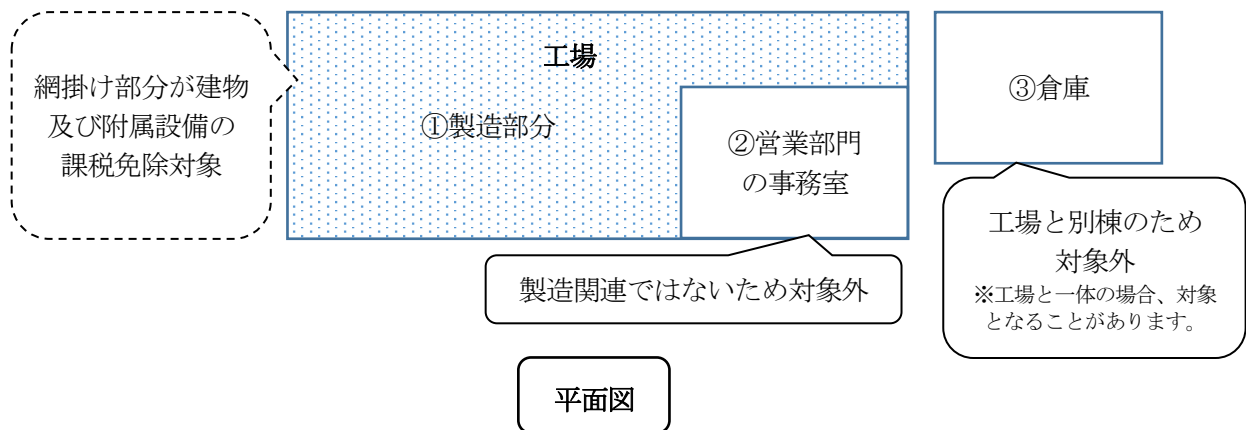 網掛け部分が建物
及び附属設備の
課税免除対象
工場
①製造部分
②営業部門
の事務室
③倉庫
製造関連ではないため対象外
工場と別棟のため
対象外
※工場と一体の場合、対象
となることがあります。
平面図